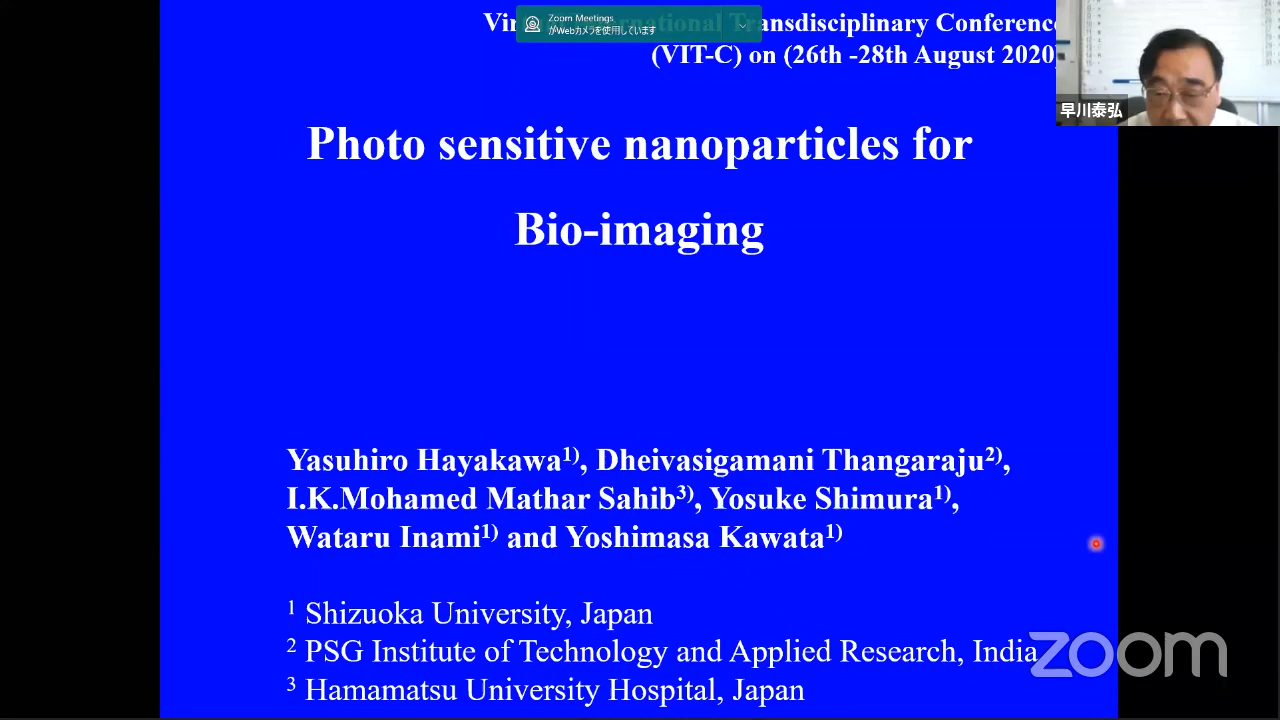 Zoom Meetings
がWebカメラを使用しています
Transdisciplinary Conference
(VIT-C) on (26th -28th August 2020)
早川泰弘
Photo sensitive nanoparticles for
Bio-imaging
Yasuhiro Hayakawa1), Dheivasigamani Thangaraju2),
I.K.Mohamed Mathar Sahib3), Yosuke Shimura1),
Wataru Inami1) and Yoshimasa Kawata1)
1 Shizuoka University, Japan
2 PSG Institute of Technology and Applied Research, India
3 Hamamatsu University Hospital, Japan
zoom